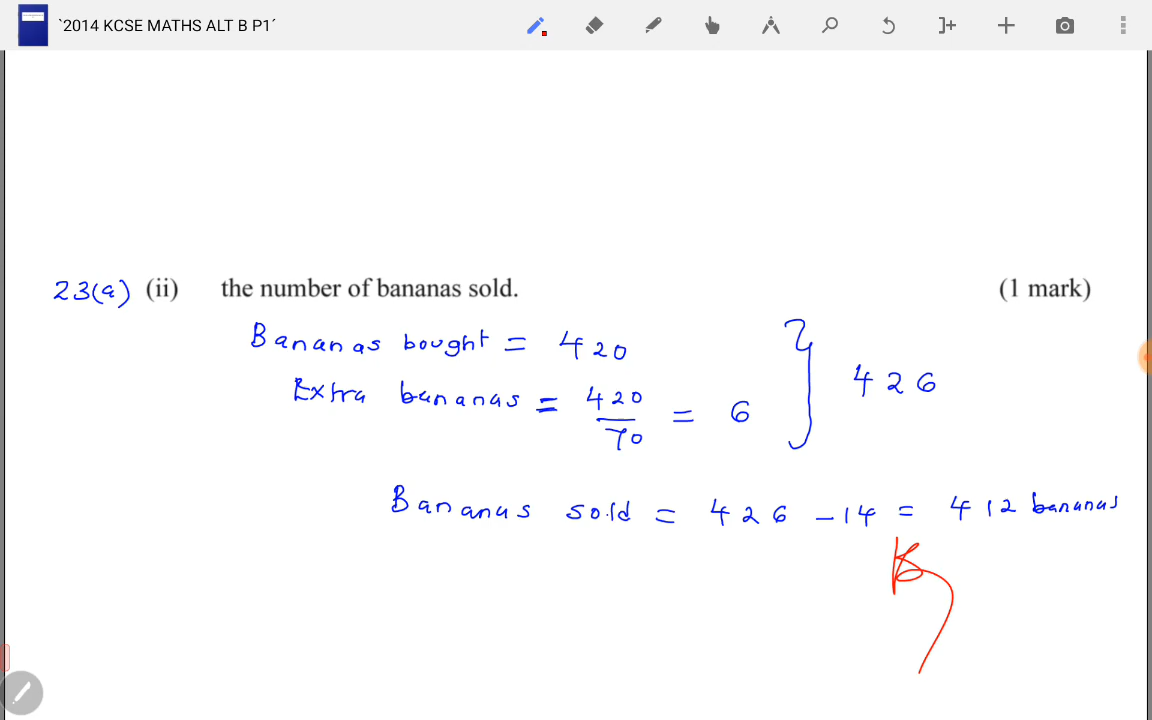 `2014 KCSE MATHS ALT B P1´
23(a) (ii) the number of bananas sold. (1 mark)
Bananas bought = 420
Extra bananas = 420/70 = 6 } 426
Bananas sold = 426 - 14 = 412 bananas
B